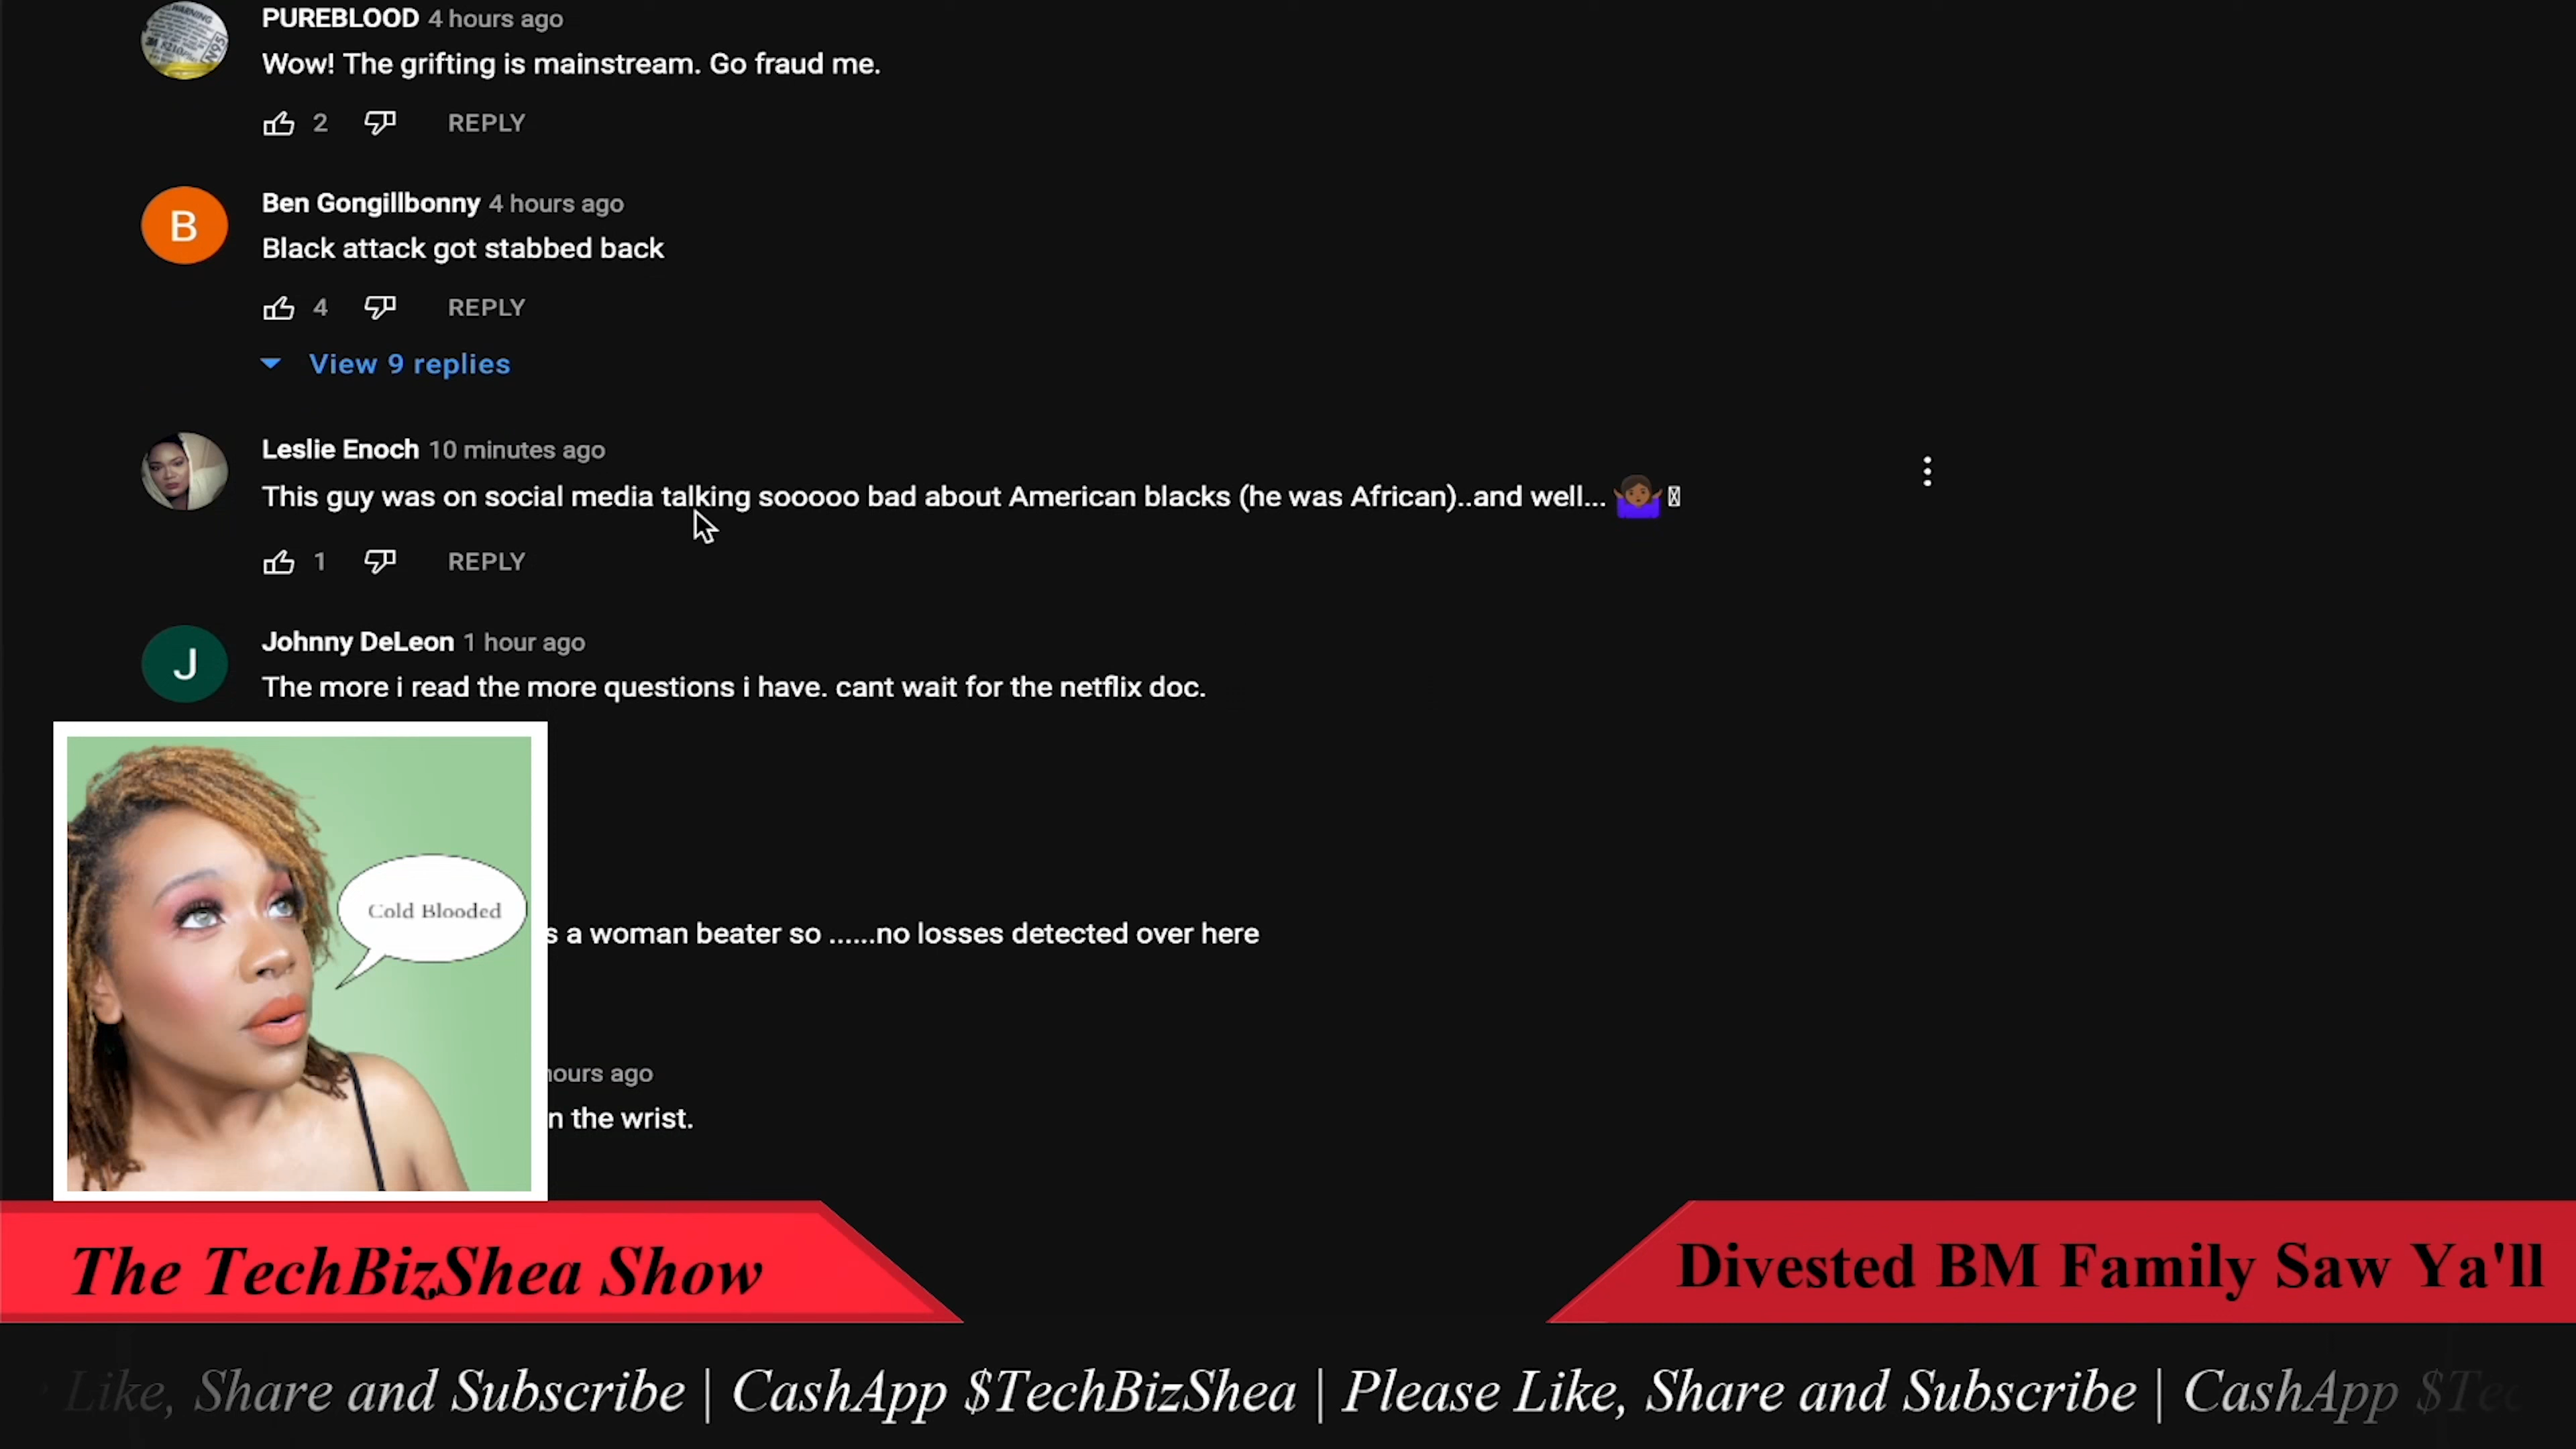 PUREBLOOD 4 hours ago
Wow! The grifting is mainstream. Go fraud me.
2 REPLY
B
Ben Gongillbonny 4 hours ago
Black attack got stabbed back
4 REPLY
View 9 replies
Leslie Enoch 10 minutes ago
This guy was on social media talking sooooo bad about American blacks (he was African)..and well... 🤷🏾
1 REPLY
J
Johnny DeLeon 1 hour ago
The more i read the more questions i have. cant wait for the netflix doc.
Cold Blooded
s a woman beater so ......no losses detected over here
hours ago
n the wrist.
The TechBizShea Show
Divested BM Family Saw Ya'll
Like, Share and Subscribe | CashApp $TechBizShea | Please Like, Share and Subscribe | CashApp $Tec